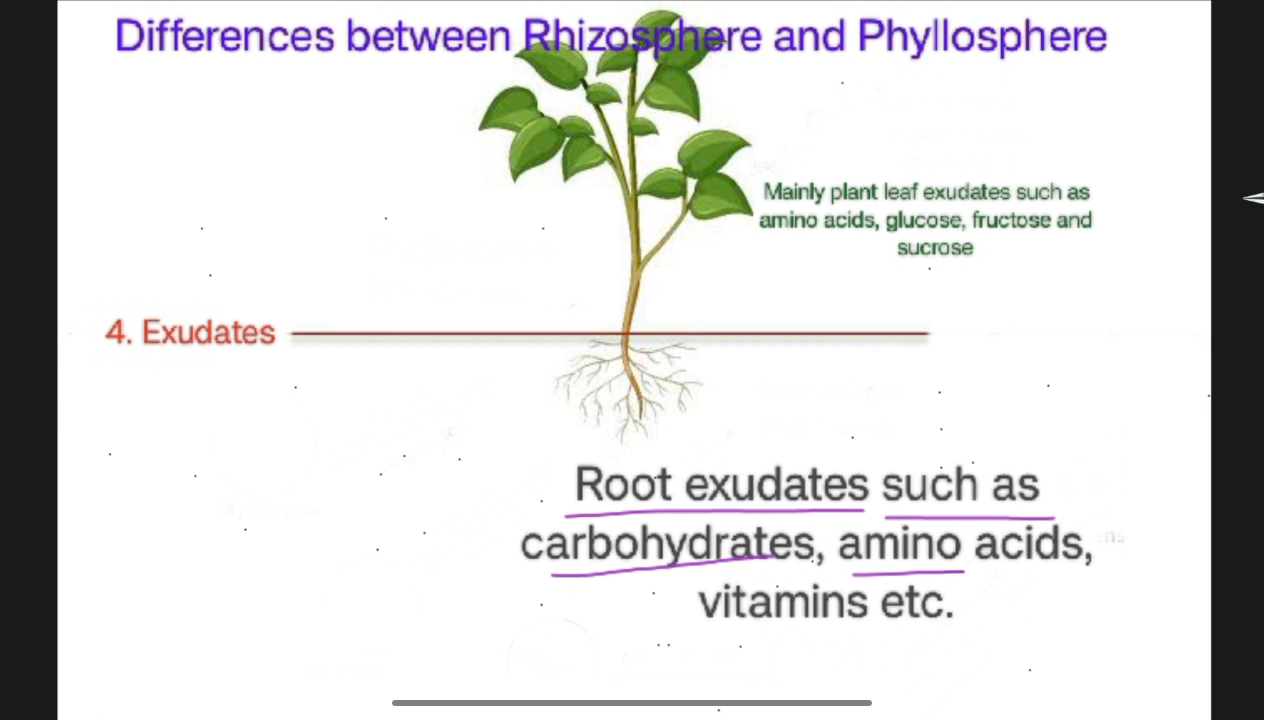 Differences between Rhizosphere and Phyllosphere
Mainly plant leaf exudates such as
amino acids, glucose, fructose and
sucrose
4. Exudates
Root exudates such as
carbohydrates, amino acids,
vitamins etc.